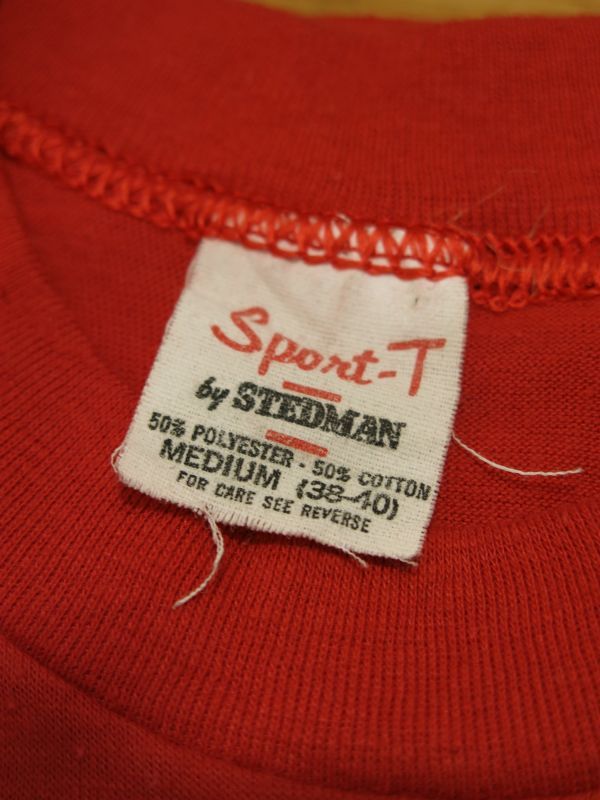 Sport-T
by STEDMAN
50% POLYESTER - 50% COTTON
MEDIUM (38-40)
FOR CARE SEE REVERSE